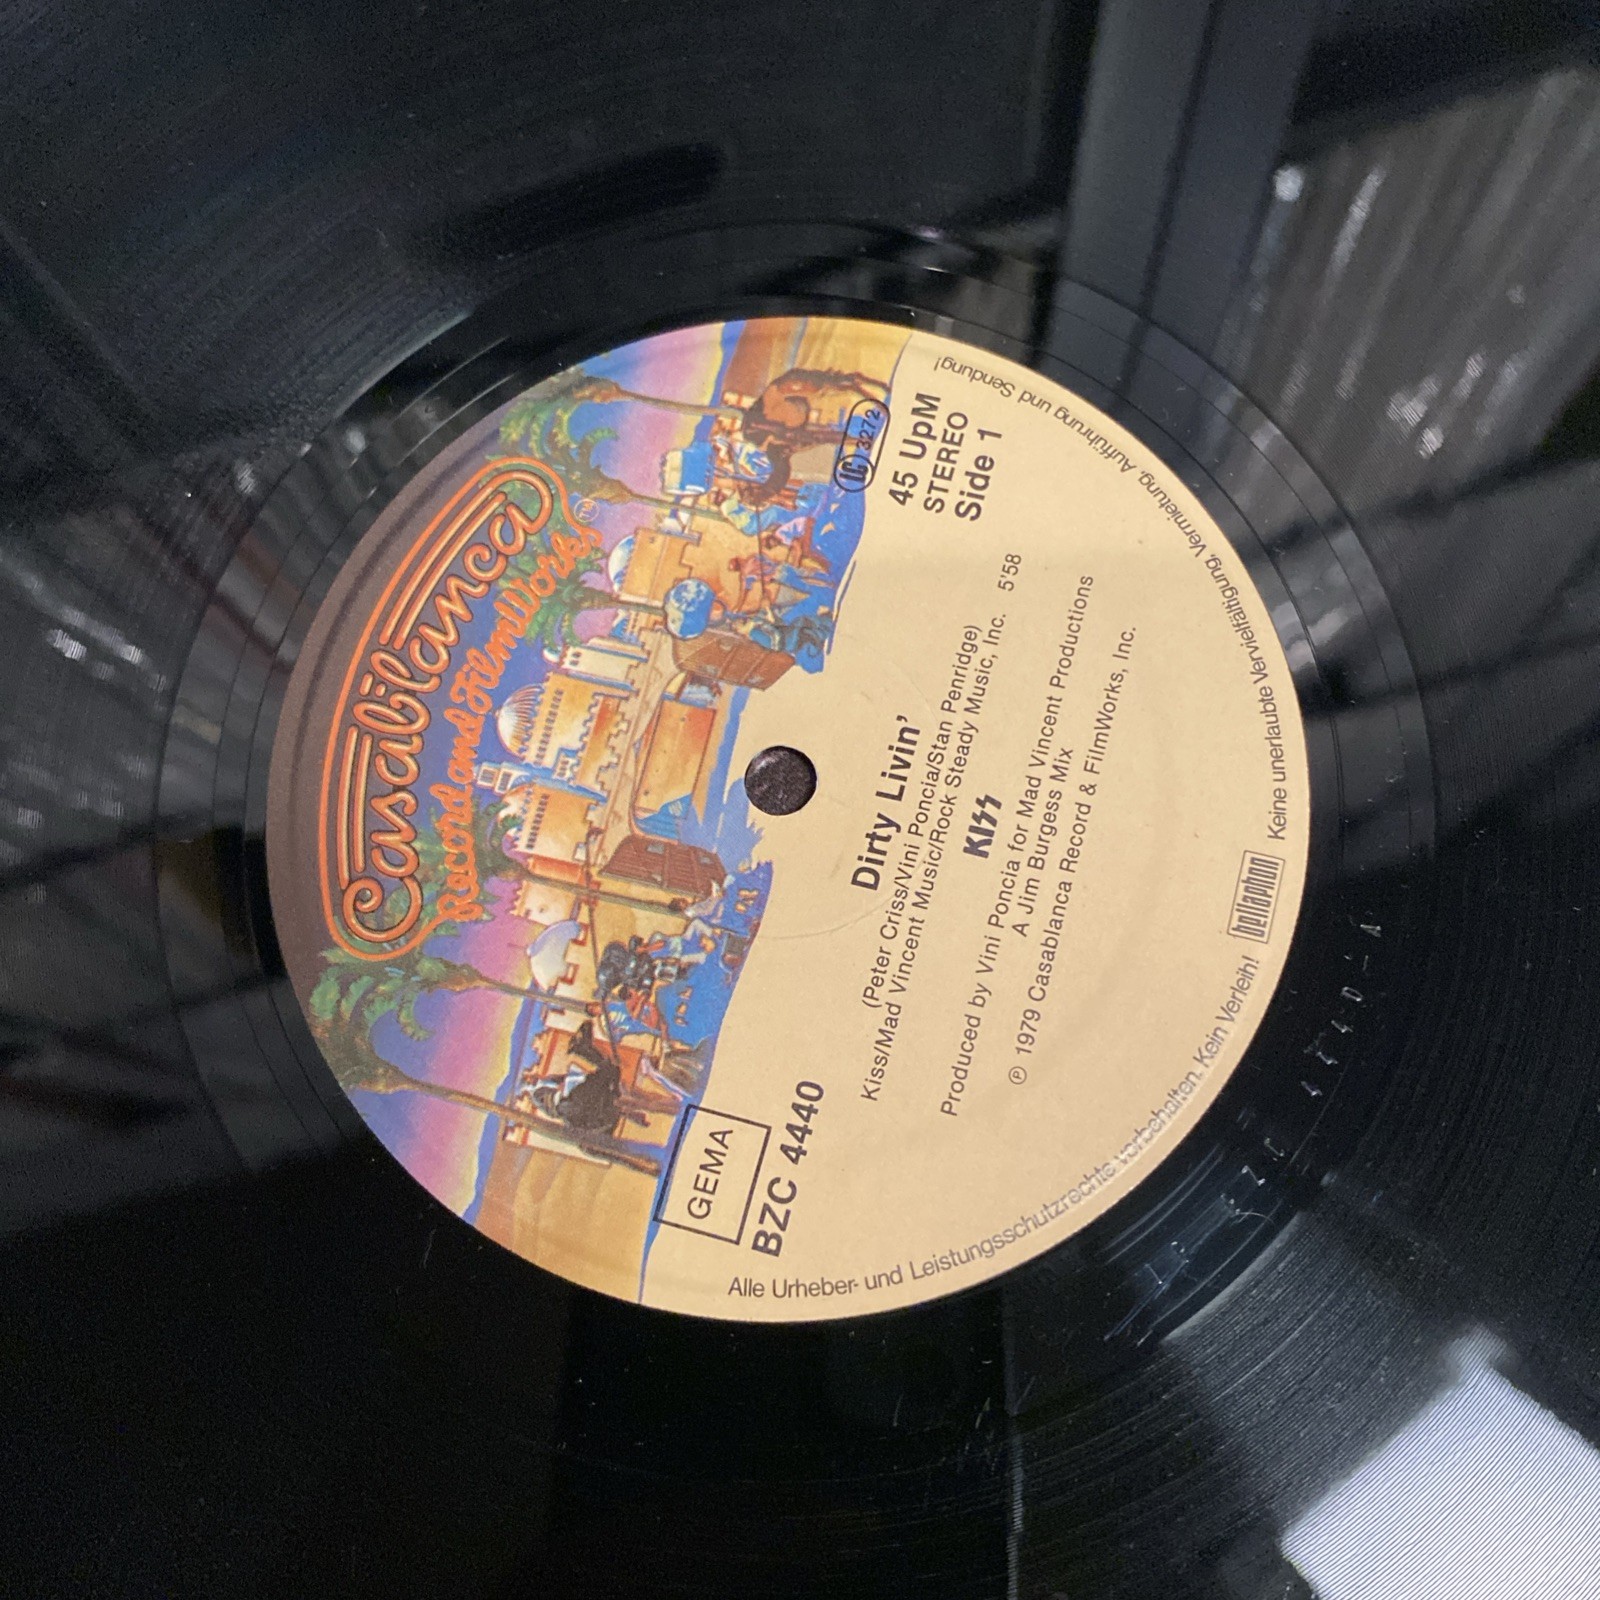 Casablanca
Record and FilmWorks
TM
GEMA
BZC 4440
LC 3272
45 UpM
STEREO
Side 1
Dirty Livin’
(Peter Criss/Vini Poncia/Stan Penridge)
Kiss/Mad Vincent Music/Rock Steady Music, Inc. 5’58
KISS
Produced by Vini Poncia for Mad Vincent Productions
A Jim Burgess Mix
℗ 1979 Casablanca Record & FilmWorks, Inc.
Alle Urheber- und Leistungsschutzrechte vorbehalten. Kein Verleih! bellaphon Keine unerlaubte Vervielfältigung, Vermietung, Aufführung und Sendung!